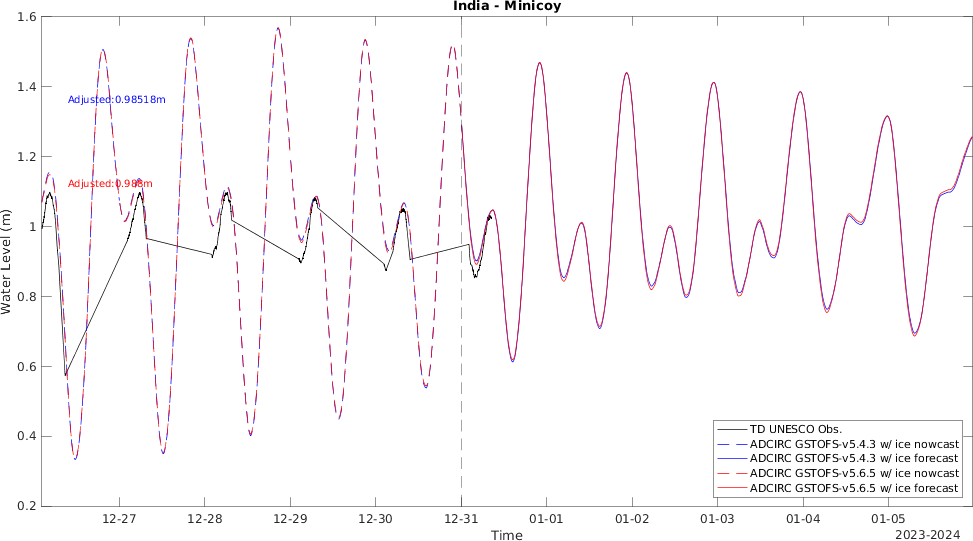 India - Minicoy
1.6
1.4
1.2
1
0.8
0.6
0.4
0.2
Water Level (m)
Adjusted:0.98518m
Adjusted:0.988m
TD UNESCO Obs.
ADCIRC GSTOFS-v5.4.3 w/ ice nowcast
ADCIRC GSTOFS-v5.4.3 w/ ice forecast
ADCIRC GSTOFS-v5.6.5 w/ ice nowcast
ADCIRC GSTOFS-v5.6.5 w/ ice forecast
12-27 12-28 12-29 12-30 12-31 01-01 01-02 01-03 01-04 01-05
Time
2023-2024